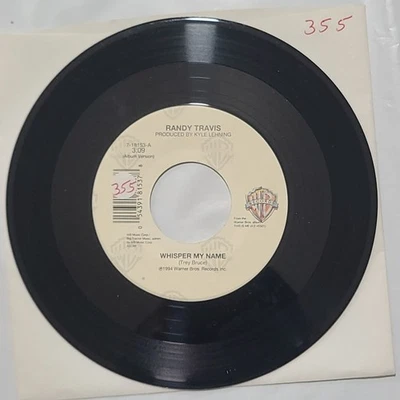 355
RANDY TRAVIS
PRODUCED BY KYLE LEHNING
7-18153-A
3:09
(Album Version)
355
WHISPER MY NAME
(Trey Bruce)
℗1994 Warner Bros. Records Inc.